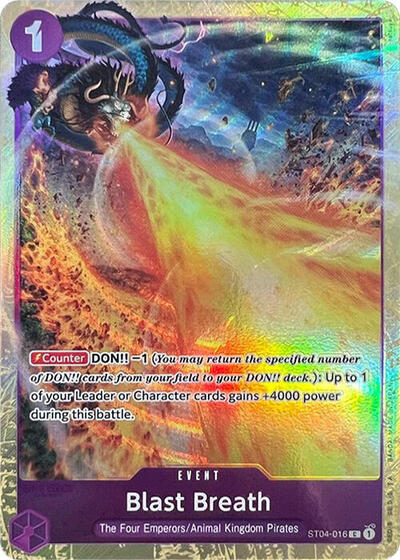 1
Counter DON!! −1 (You may return the specified number
of DON!! cards from your field to your DON!! deck.): Up to 1
of your Leader or Character cards gains +4000 power
during this battle.
EVENT
Blast Breath
The Four Emperors/Animal Kingdom Pirates
ST04-016 C 1